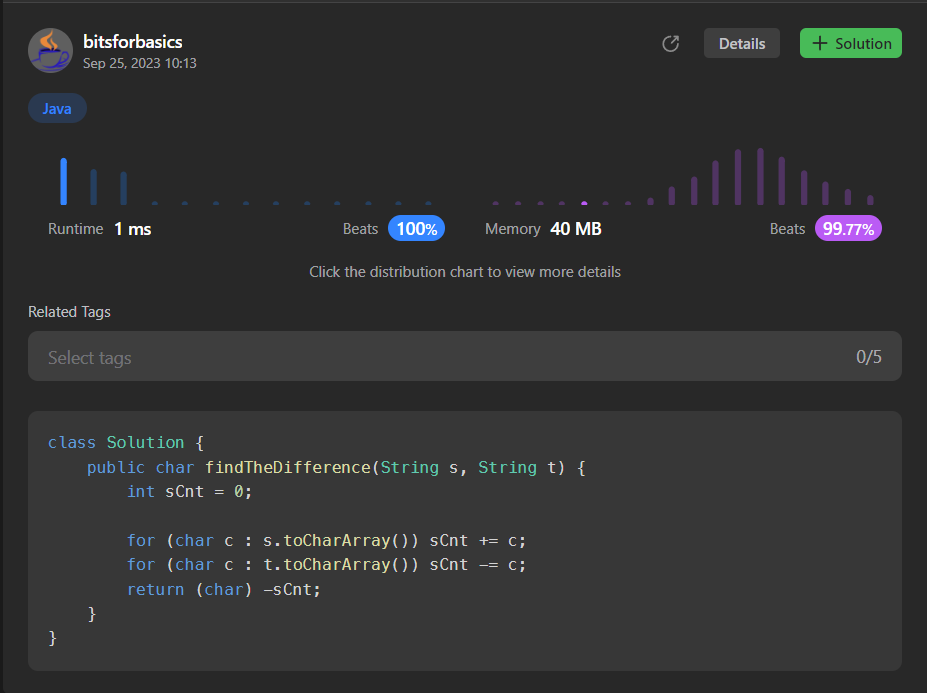 bitsforbasics
Sep 25, 2023 10:13
Details
+ Solution
Java
Runtime 1 ms Beats 100% Memory 40 MB Beats 99.77%
Click the distribution chart to view more details
Related Tags
Select tags 0/5
class Solution {
    public char findTheDifference(String s, String t) {
        int sCnt = 0;

        for (char c : s.toCharArray()) sCnt += c;
        for (char c : t.toCharArray()) sCnt -= c;
        return (char) -sCnt;
    }
}